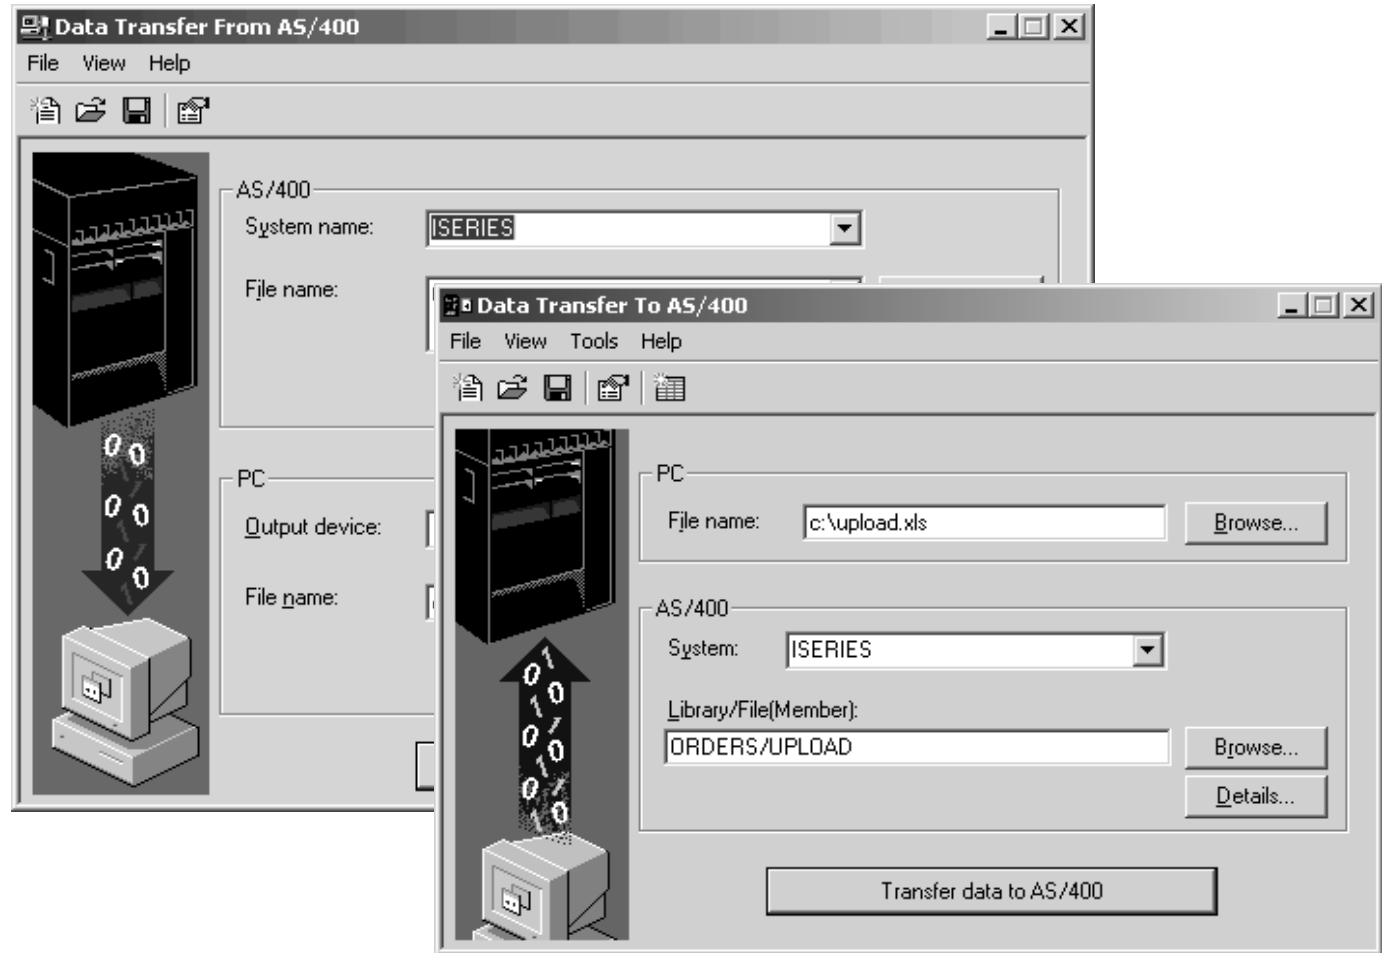 Data Transfer From AS/400
File View Help
AS/400
System name: ISERIES
File name:
PC
Output device:
File name:
Data Transfer To AS/400
File View Tools Help
PC
File name: c:\upload.xls Browse...
AS/400
System: ISERIES
Library/File(Member):
ORDERS/UPLOAD Browse...
Details...
Transfer data to AS/400